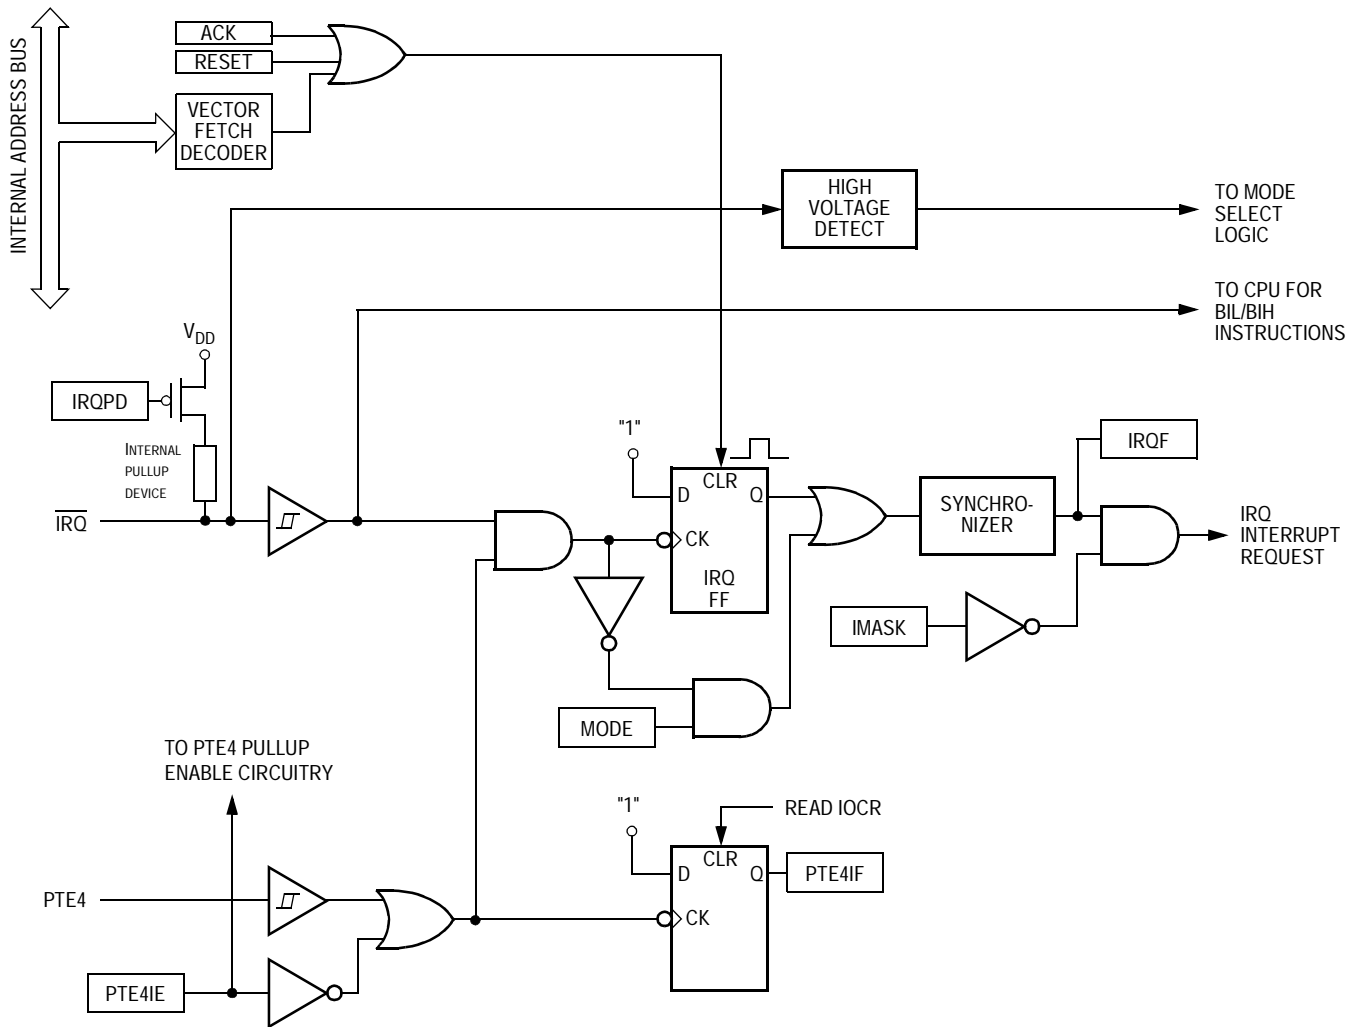 INTERNAL ADDRESS BUS
ACK
RESET
VECTOR
FETCH
DECODER
HIGH
VOLTAGE
DETECT
TO MODE
SELECT
LOGIC
TO CPU FOR
BIL/BIH
INSTRUCTIONS
VDD
IRQPD
INTERNAL
PULLUP
DEVICE
IRQ
"1"
D
CLR
Q
CK
IRQ
FF
SYNCHRO-
NIZER
IRQF
IRQ
INTERRUPT
REQUEST
IMASK
MODE
TO PTE4 PULLUP
ENABLE CIRCUITRY
"1"
READ IOCR
D
CLR
Q
CK
PTE4IF
PTE4
PTE4IE